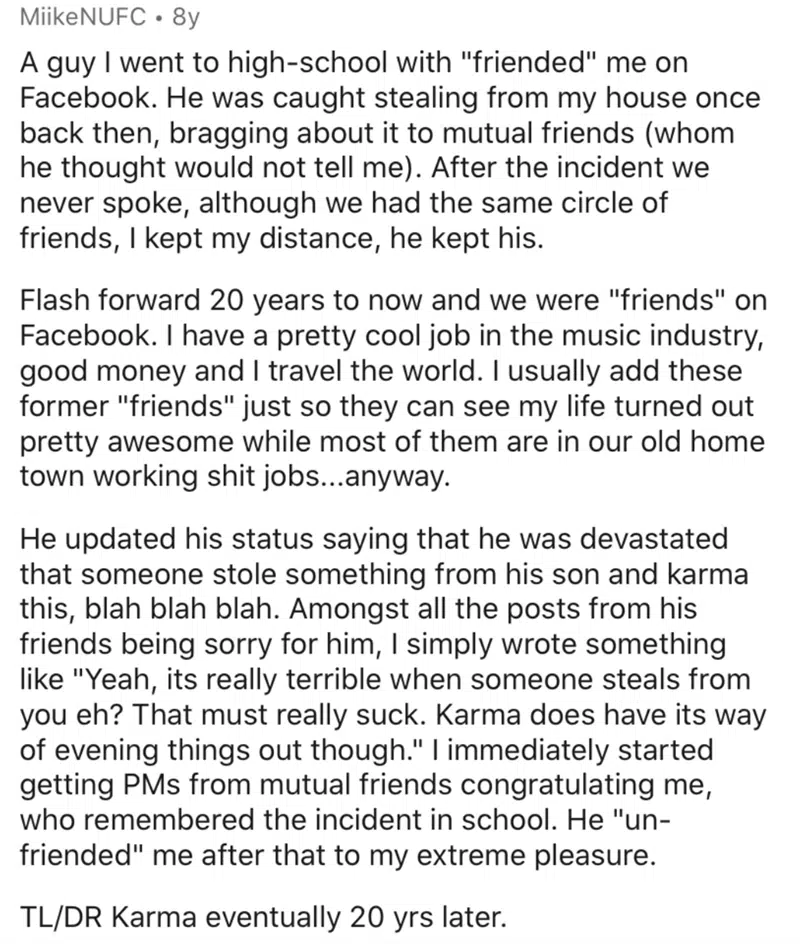 MiikeNUFC • 8y
A guy I went to high-school with "friended" me on
Facebook. He was caught stealing from my house once
back then, bragging about it to mutual friends (whom
he thought would not tell me). After the incident we
never spoke, although we had the same circle of
friends, I kept my distance, he kept his.
Flash forward 20 years to now and we were "friends" on
Facebook. I have a pretty cool job in the music industry,
good money and I travel the world. I usually add these
former "friends" just so they can see my life turned out
pretty awesome while most of them are in our old home
town working shit jobs...anyway.
He updated his status saying that he was devastated
that someone stole something from his son and karma
this, blah blah blah. Amongst all the posts from his
friends being sorry for him, I simply wrote something
like "Yeah, its really terrible when someone steals from
you eh? That must really suck. Karma does have its way
of evening things out though." I immediately started
getting PMs from mutual friends congratulating me,
who remembered the incident in school. He "un-
friended" me after that to my extreme pleasure.
TL/DR Karma eventually 20 yrs later.